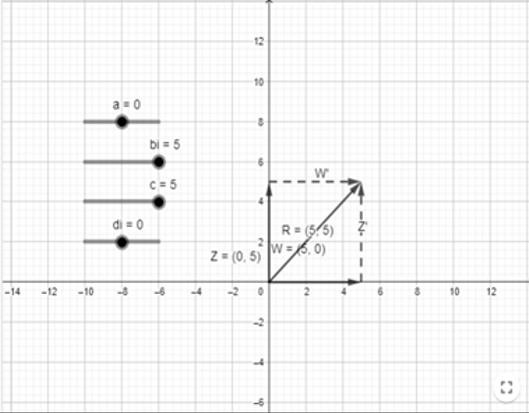 a = 0
bi = 5
c = 5
di = 0
W'
Z'
R = (5, 5)
W = (5, 0)
Z = (0, 5)
12
10
8
6
4
2
−14 −12 −10 −8 −6 −4 −2 0 2 4 6 8 10 12
−2
−4
−6